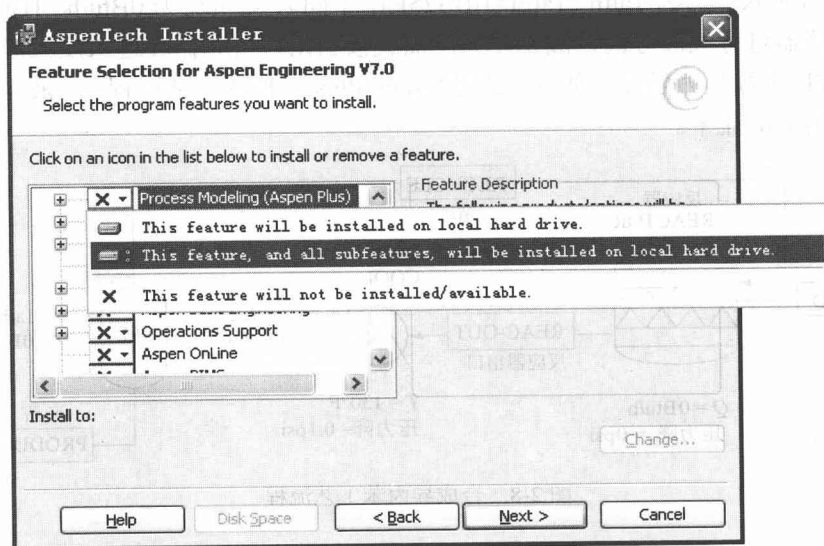 AspenTech Installer
Feature Selection for Aspen Engineering V7.0
Select the program features you want to install.
Click on an icon in the list below to install or remove a feature.
Process Modeling (Aspen Plus)
Feature Description
This feature will be installed on local hard drive.
This feature, and all subfeatures, will be installed on local hard drive.
This feature will not be installed/available.
Operations Support
Aspen OnLine
Install to:
Change...
Help
Disk Space
< Back
Next >
Cancel